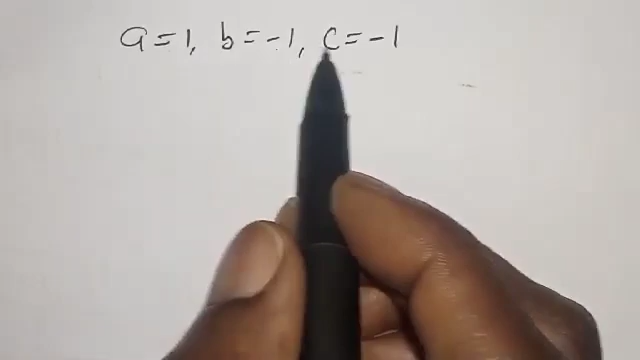 a=1, b=-1, c=-1